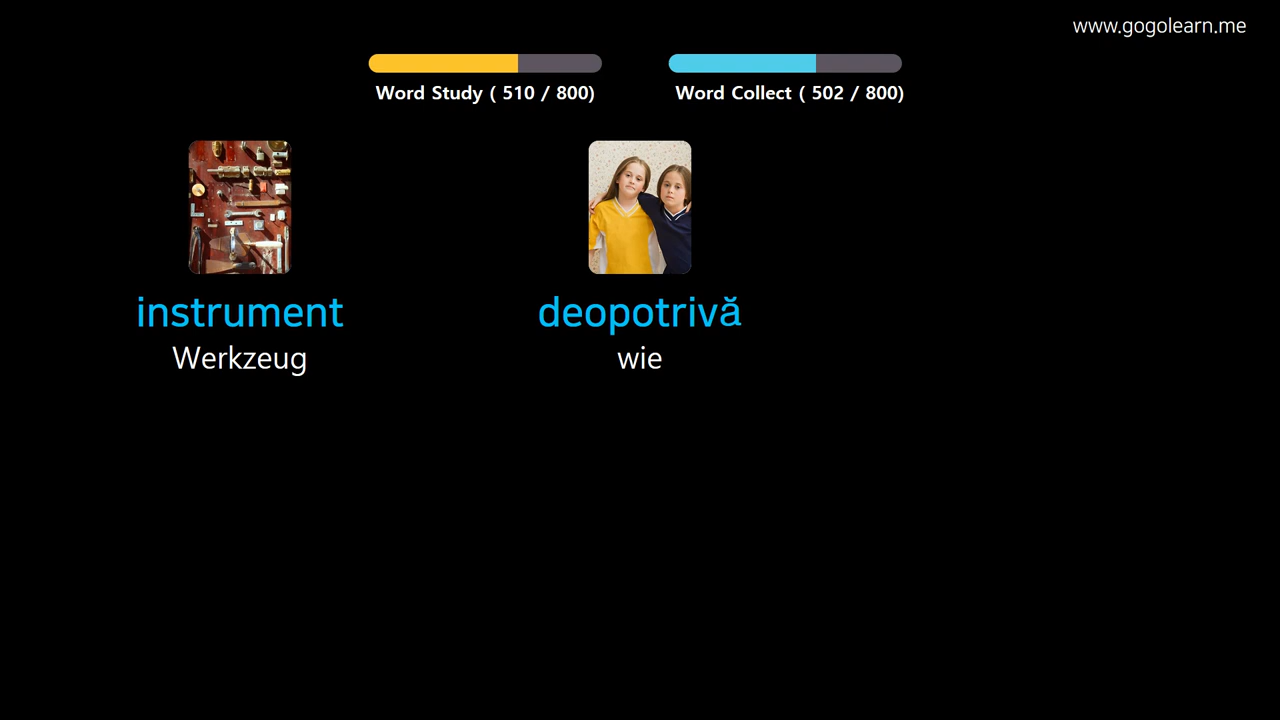 www.gogolearn.me
Word Study ( 510 / 800)
Word Collect ( 502 / 800)
instrument
deopotrivă
Werkzeug
wie